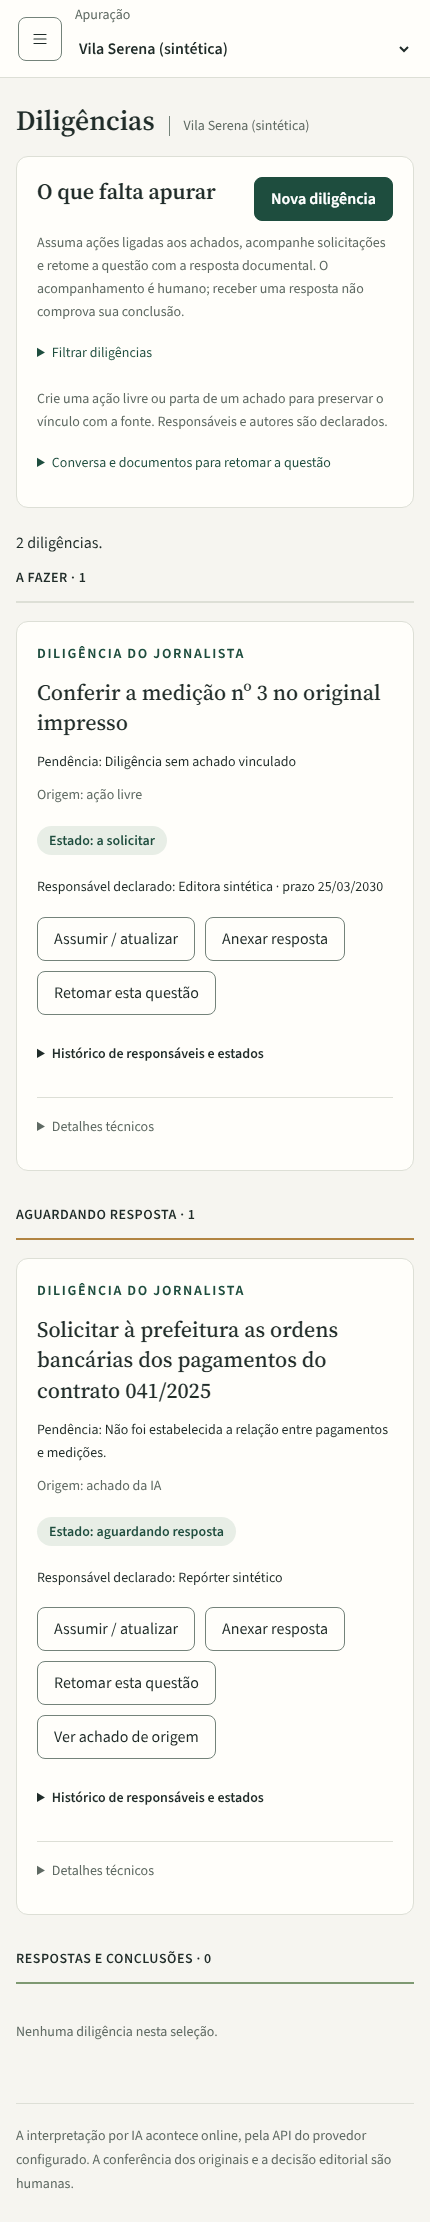 Apuração
Vila Serena (sintética)
Diligências
Vila Serena (sintética)
O que falta apurar
Nova diligência
Assuma ações ligadas aos achados, acompanhe solicitações
e retome a questão com a resposta documental. O
acompanhamento é humano; receber uma resposta não
comprova sua conclusão.
Filtrar diligências
Crie uma ação livre ou parta de um achado para preservar o
vínculo com a fonte. Responsáveis e autores são declarados.
Conversa e documentos para retomar a questão
2 diligências.
A FAZER · 1
DILIGÊNCIA DO JORNALISTA
Conferir a medição nº 3 no original
impresso
Pendência: Diligência sem achado vinculado
Origem: ação livre
Estado: a solicitar
Responsável declarado: Editora sintética · prazo 25/03/2030
Assumir / atualizar
Anexar resposta
Retomar esta questão
Histórico de responsáveis e estados
Detalhes técnicos
AGUARDANDO RESPOSTA · 1
DILIGÊNCIA DO JORNALISTA
Solicitar à prefeitura as ordens
bancárias dos pagamentos do
contrato 041/2025
Pendência: Não foi estabelecida a relação entre pagamentos
e medições.
Origem: achado da IA
Estado: aguardando resposta
Responsável declarado: Repórter sintético
Assumir / atualizar
Anexar resposta
Retomar esta questão
Ver achado de origem
Histórico de responsáveis e estados
Detalhes técnicos
RESPOSTAS E CONCLUSÕES · 0
Nenhuma diligência nesta seleção.
A interpretação por IA acontece online, pela API do provedor
configurado. A conferência dos originais e a decisão editorial são
humanas.